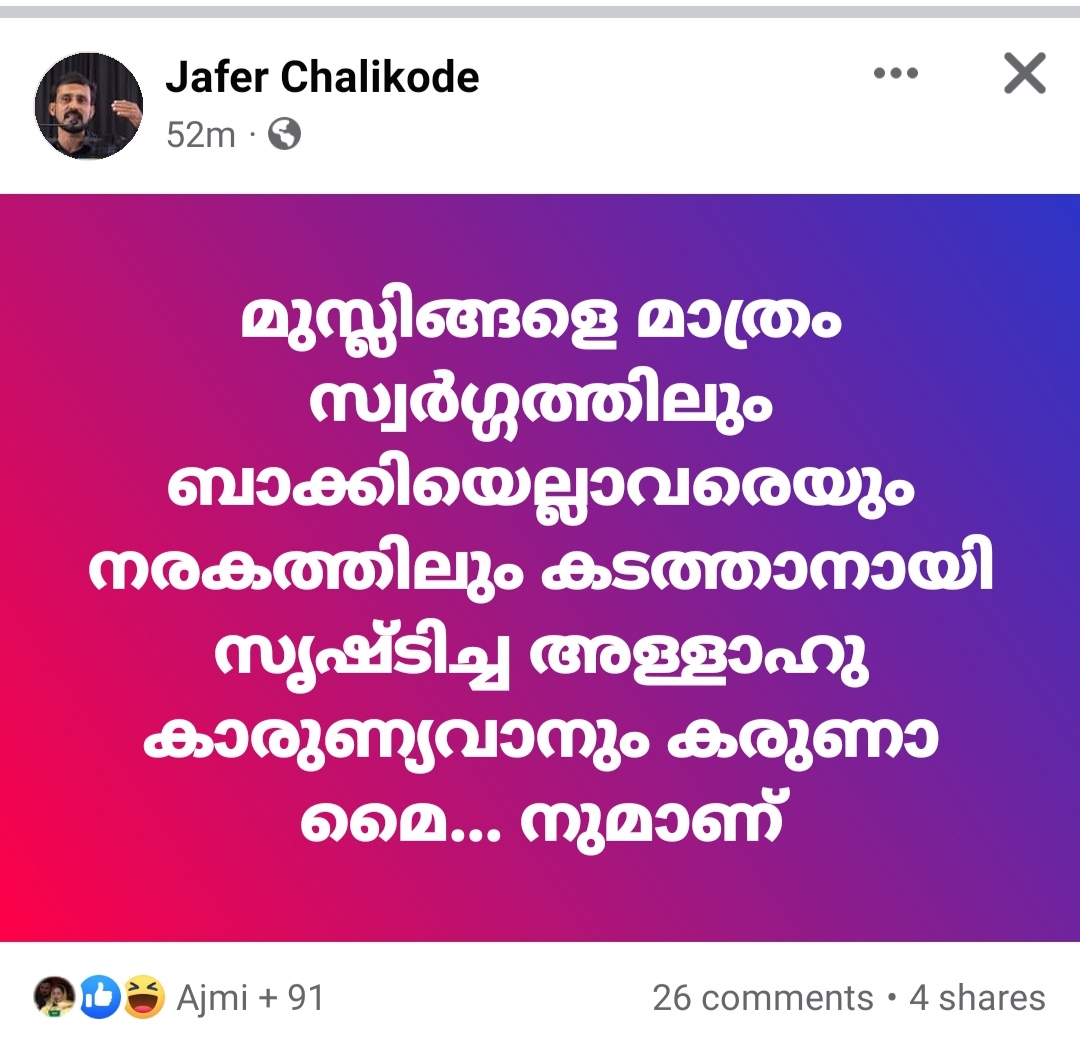 Jafer Chalikode
52m ·
മുസ്ലിങ്ങളെ മാത്രം
സ്വർഗ്ഗത്തിലും
ബാക്കിയെല്ലാവരെയും
നരകത്തിലും കടത്താനായി
സൃഷ്ടിച്ച അള്ളാഹു
കാരുണ്യവാനും കരുണാ
മൈ... നുമാണ്
Ajmi + 91
26 comments • 4 shares